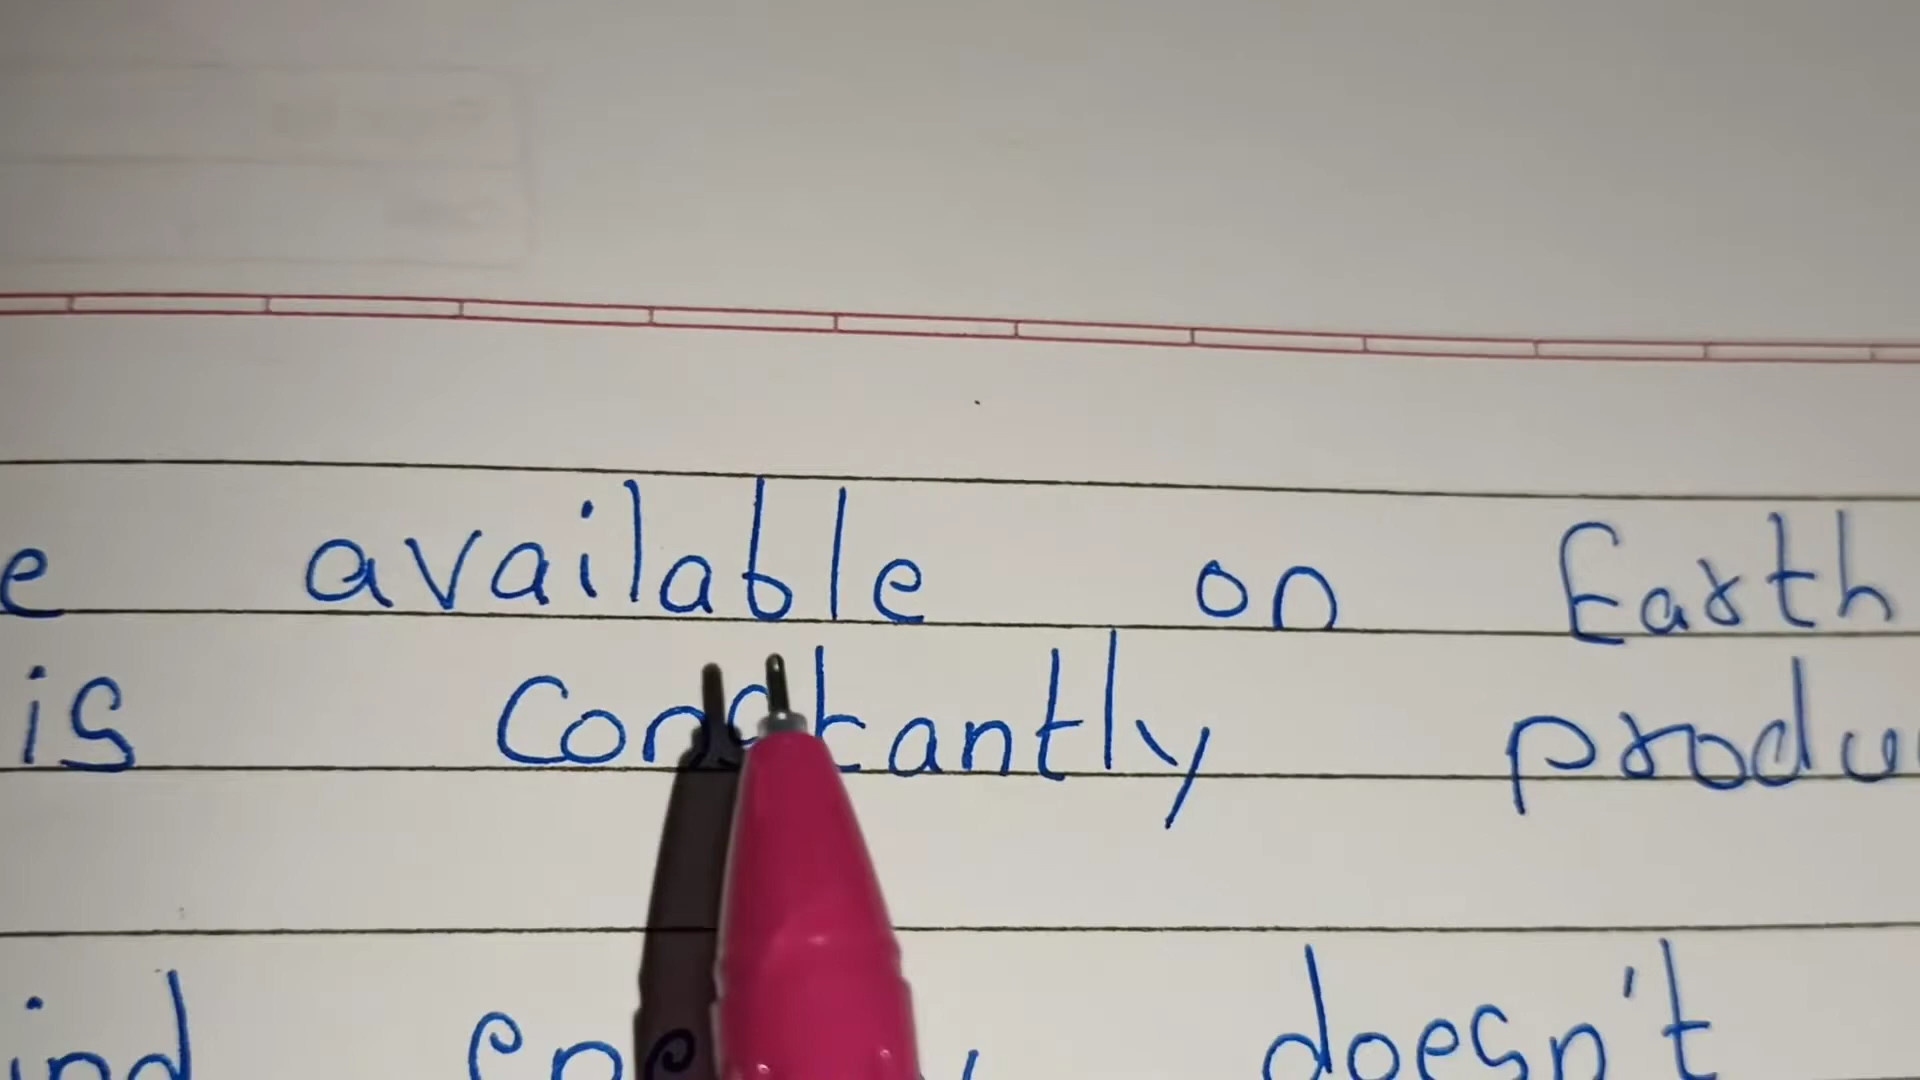 e available on Earth
is Constantly produ
ind doesn't